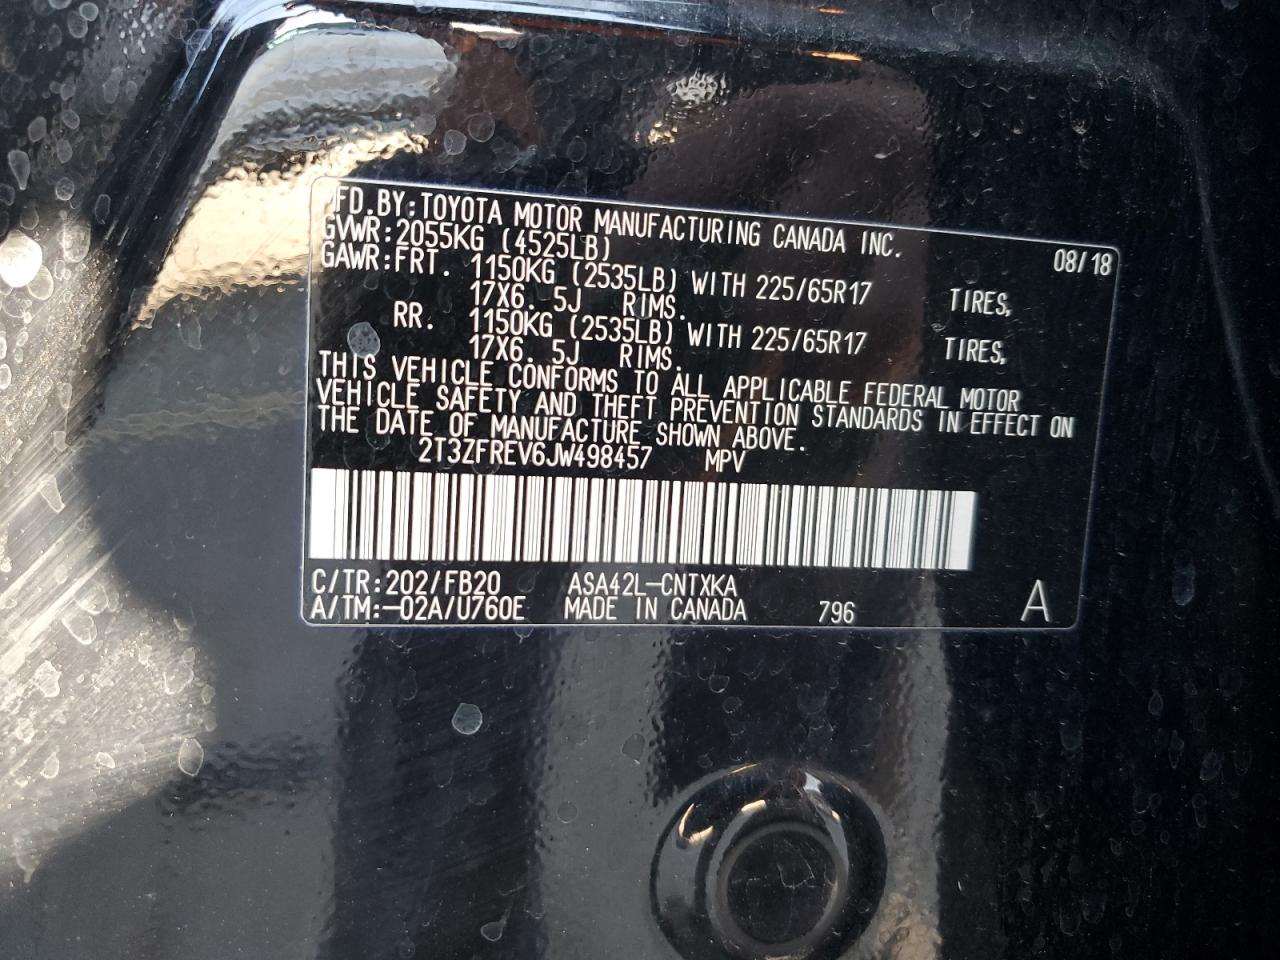 MFD.BY:TOYOTA MOTOR MANUFACTURING CANADA INC. 08/18
GVWR:2055KG (4525LB)
GAWR:FRT. 1150KG (2535LB) WITH 225/65R17 TIRES,
17X6. 5J RIMS.
RR. 1150KG (2535LB) WITH 225/65R17 TIRES,
17X6. 5J RIMS.
THIS VEHICLE CONFORMS TO ALL APPLICABLE FEDERAL MOTOR
VEHICLE SAFETY AND THEFT PREVENTION STANDARDS IN EFFECT ON
THE DATE OF MANUFACTURE SHOWN ABOVE.
2T3ZFREV6JW498457 MPV
C/TR:202/FB20 ASA42L-CNTXKA
A/TM:-02A/U760E MADE IN CANADA 796 A